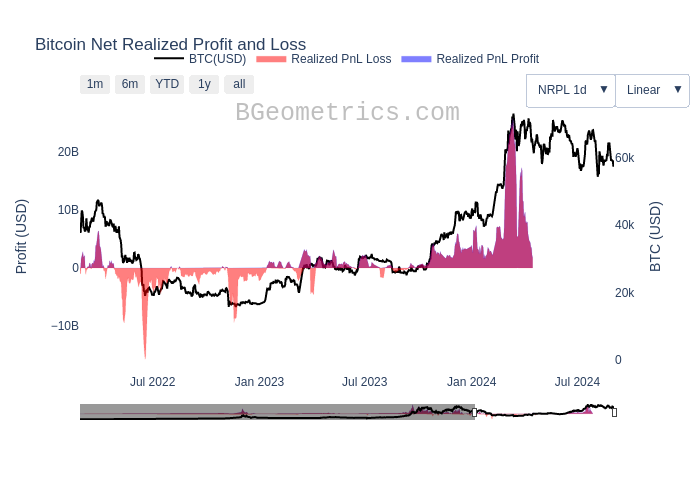 Bitcoin Net Realized Profit and Loss
BTC(USD) Realized PnL Loss Realized PnL Profit
1m 6m YTD 1y all
NRPL 1d ▼ Linear ▼
BGeometrics.com
20B
10B
0
−10B
Profit (USD)
60k
40k
20k
0
BTC (USD)
Jul 2022 Jan 2023 Jul 2023 Jan 2024 Jul 2024